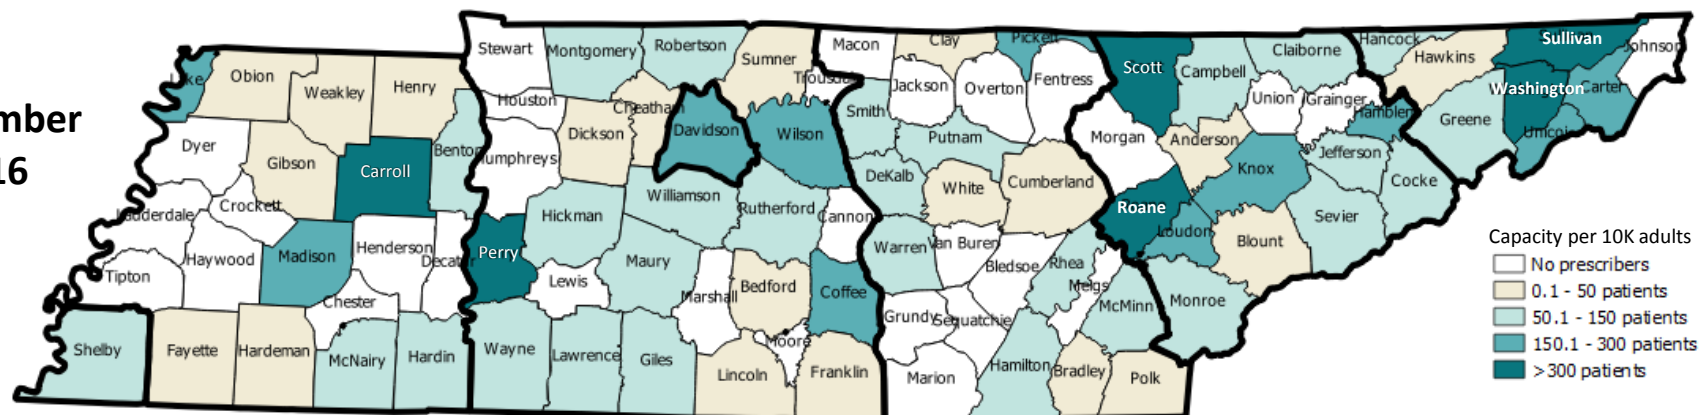 mber
16
Stewart
Montgomery
Robertson
Sumner
Macon
Trousdale
Clay
Pickett
Scott
Campbell
Claiborne
Hancock
Hawkins
Sullivan
Johnson
Lake
Obion
Weakley
Henry
Houston
Cheatham
Dickson
Davidson
Wilson
Smith
Jackson
Overton
Fentress
Morgan
Union
Grainger
Hamblen
Greene
Washington
Carter
Unicoi
Dyer
Gibson
Carroll
Benton
Humphreys
Putnam
Anderson
Knox
Jefferson
Cocke
Crockett
Lauderdale
Williamson
Hickman
Rutherford
Cannon
DeKalb
White
Cumberland
Roane
Loudon
Sevier
Blount
Tipton
Haywood
Madison
Henderson
Decatur
Perry
Lewis
Maury
Marshall
Bedford
Coffee
Warren
Van Buren
Bledsoe
Rhea
Meigs
McMinn
Monroe
Chester
Grundy
Sequatchie
Shelby
Fayette
Hardeman
McNairy
Hardin
Wayne
Lawrence
Giles
Lincoln
Moore
Franklin
Marion
Hamilton
Bradley
Polk
Capacity per 10K adults
No prescribers
0.1 - 50 patients
50.1 - 150 patients
150.1 - 300 patients
>300 patients